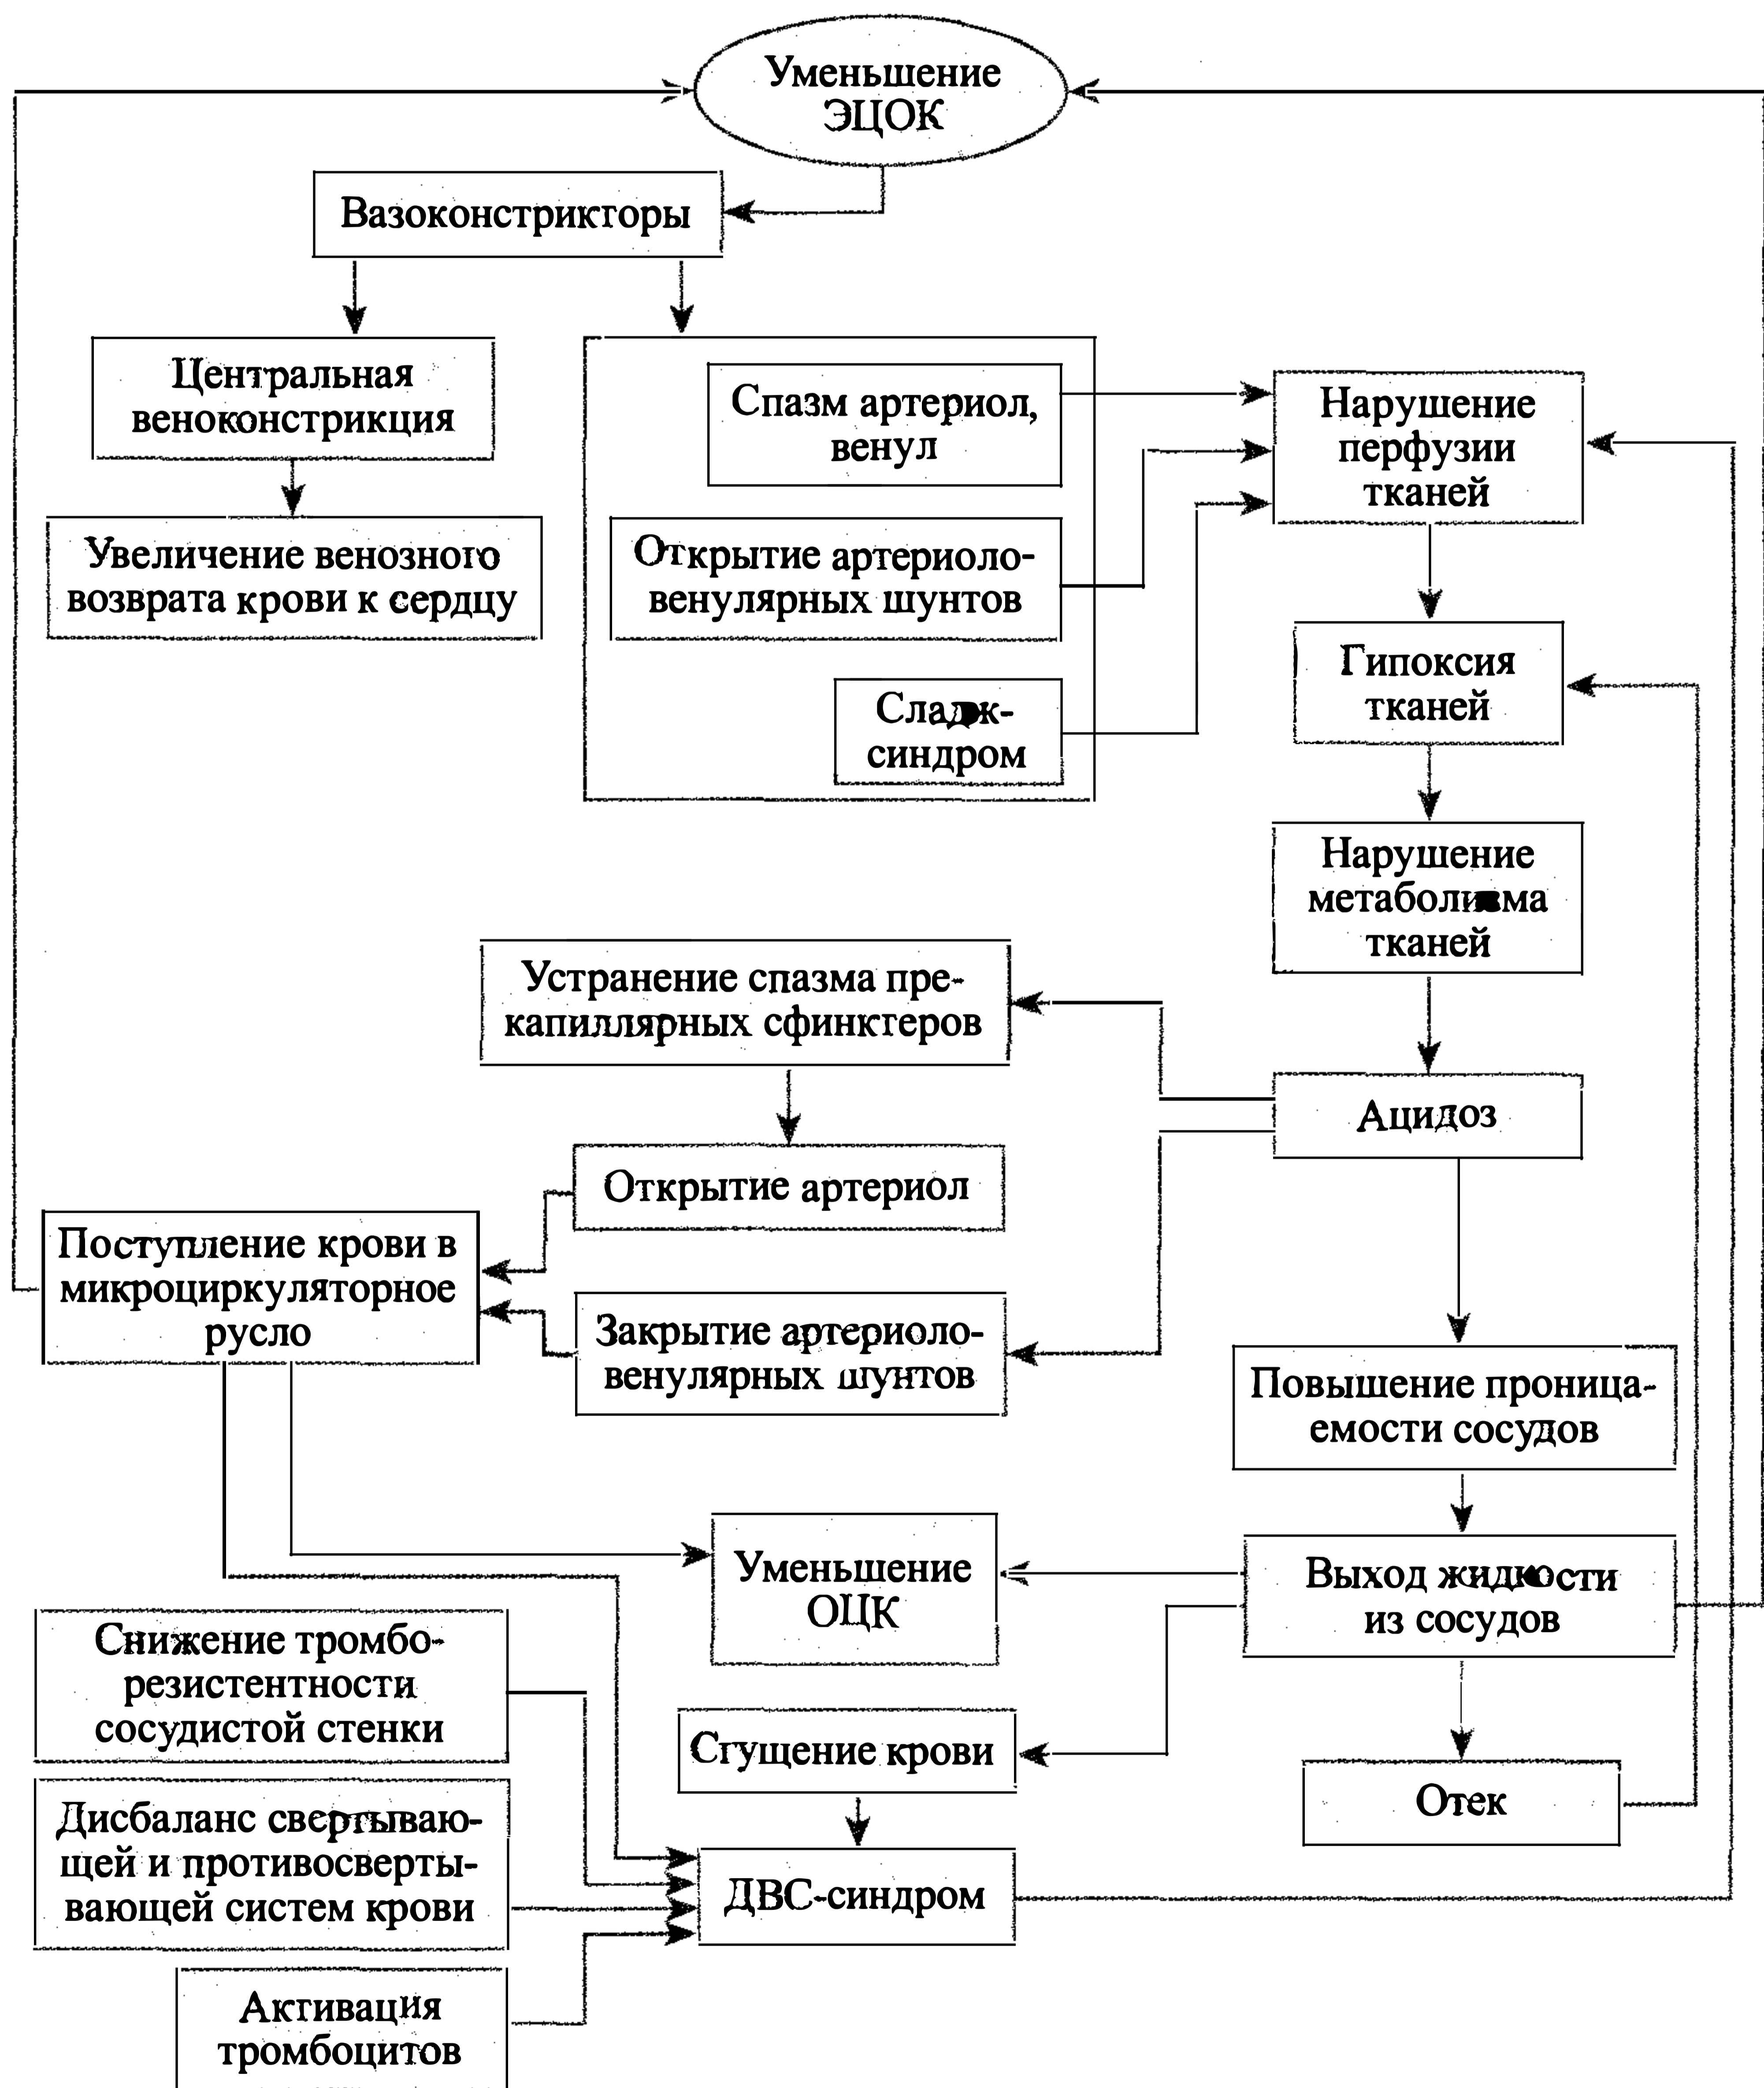 Уменьшение
ЭЦОК
Вазоконстрикторы
Центральная
веноконстрикция
Увеличение венозного
возврата крови к сердцу
Спазм артериол,
венул
Открытие артериоло-
венулярных шунтов
Сладж-
синдром
Нарушение
перфузии
тканей
Гипоксия
тканей
Нарушение
метаболизма
тканей
Ацидоз
Устранение спазма пре-
капиллярных сфинктеров
Открытие артериол
Закрытие артериоло-
венулярных шунтов
Поступление крови в
микроциркуляторное
русло
Повышение проница-
емости сосудов
Выход жидкости
из сосудов
Отек
Уменьшение
ОЦК
Сгущение крови
ДВС-синдром
Снижение тромбо-
резистентности
сосудистой стенки
Дисбаланс свертываю-
щей и противосверты-
вающей систем крови
Активация
тромбоцитов